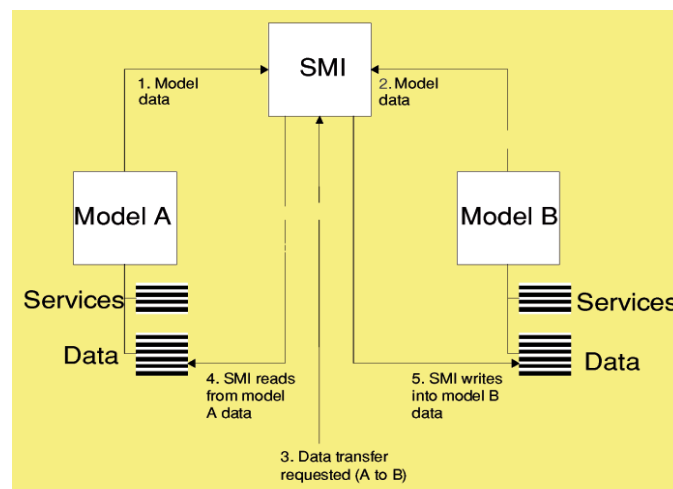 SMI
1. Model
data
2. Model
data
Model A
Model B
Services
Services
Data
Data
4. SMI reads
from model
A data
5. SMI writes
into model B
data
3. Data transfer
requested (A to B)